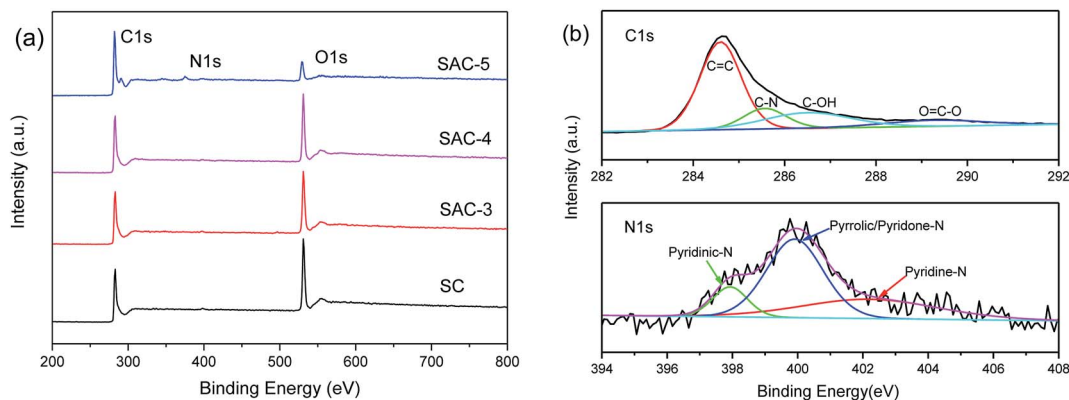 (a)
C1s
N1s
O1s
SAC-5
SAC-4
SAC-3
SC
Intensity (a.u.)
200 300 400 500 600 700 800
Binding Energy (eV)
(b)
C1s
C=C
C-N
C-OH
O=C-O
282 284 286 288 290 292
Intensity (a.u.)
N1s
Pyridinic-N
Pyrrolic/Pyridone-N
Pyridine-N
394 396 398 400 402 404 406 408
Binding Energy(eV)